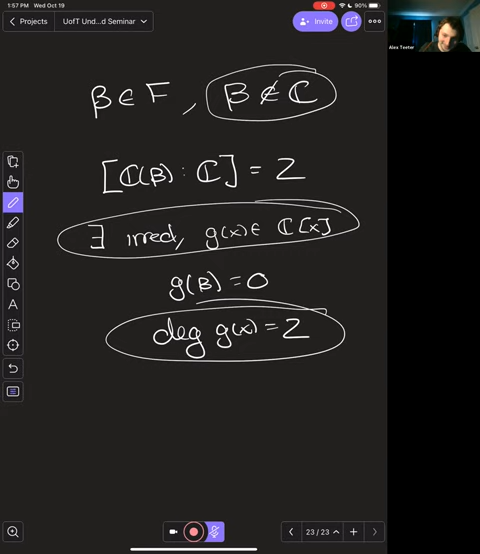 1:57 PM Wed Oct 19
90%
Projects
UofT Und...d Seminar
Invite
Alex Teeter
β ∈ F, β ∉ ℂ
[ℂ(β) : ℂ] = 2
∃ irred, g(x) ∈ ℂ[x]
g(β) = 0
deg g(x) = 2
A
23 / 23